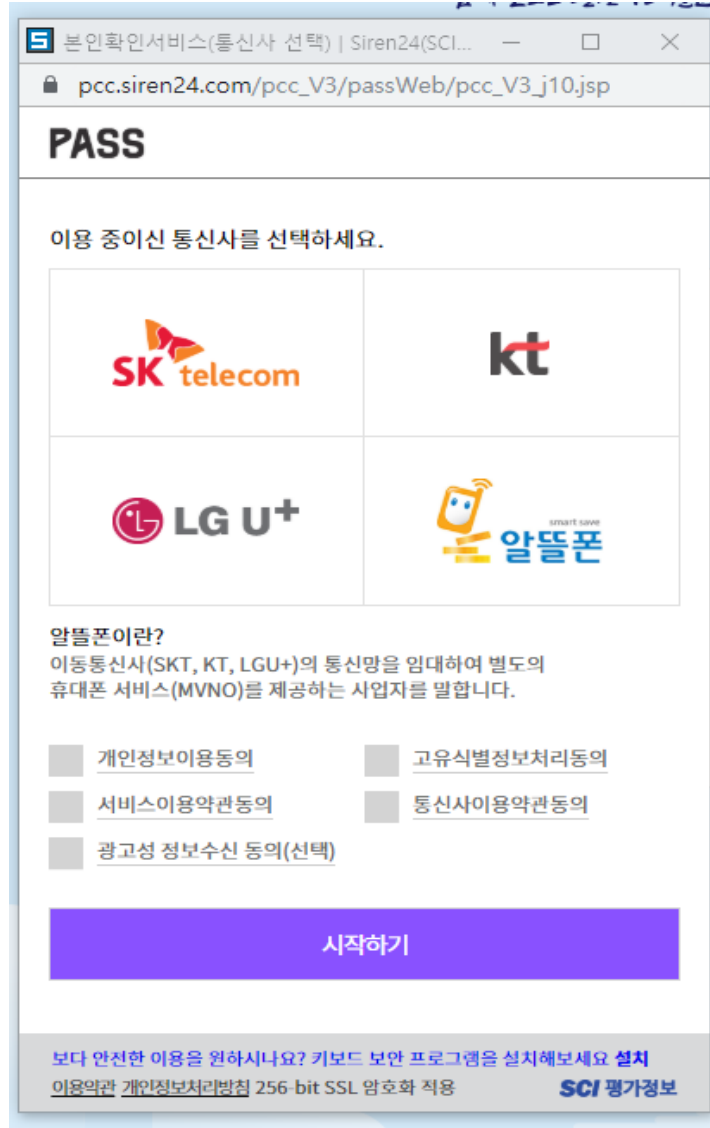 본인확인서비스(통신사 선택) | Siren24(SCI...
pcc.siren24.com/pcc_V3/passWeb/pcc_V3_j10.jsp
PASS
이용 중이신 통신사를 선택하세요.
SK telecom
kt
LG U+
smart save
알뜰폰
알뜰폰이란?
이동통신사(SKT, KT, LGU+)의 통신망을 임대하여 별도의
휴대폰 서비스(MVNO)를 제공하는 사업자를 말합니다.
개인정보이용동의 고유식별정보처리동의
서비스이용약관동의 통신사이용약관동의
광고성 정보수신 동의(선택)
시작하기
보다 안전한 이용을 원하시나요? 키보드 보안 프로그램을 설치해보세요 설치
이용약관 개인정보처리방침 256-bit SSL 암호화 적용 SCI 평가정보